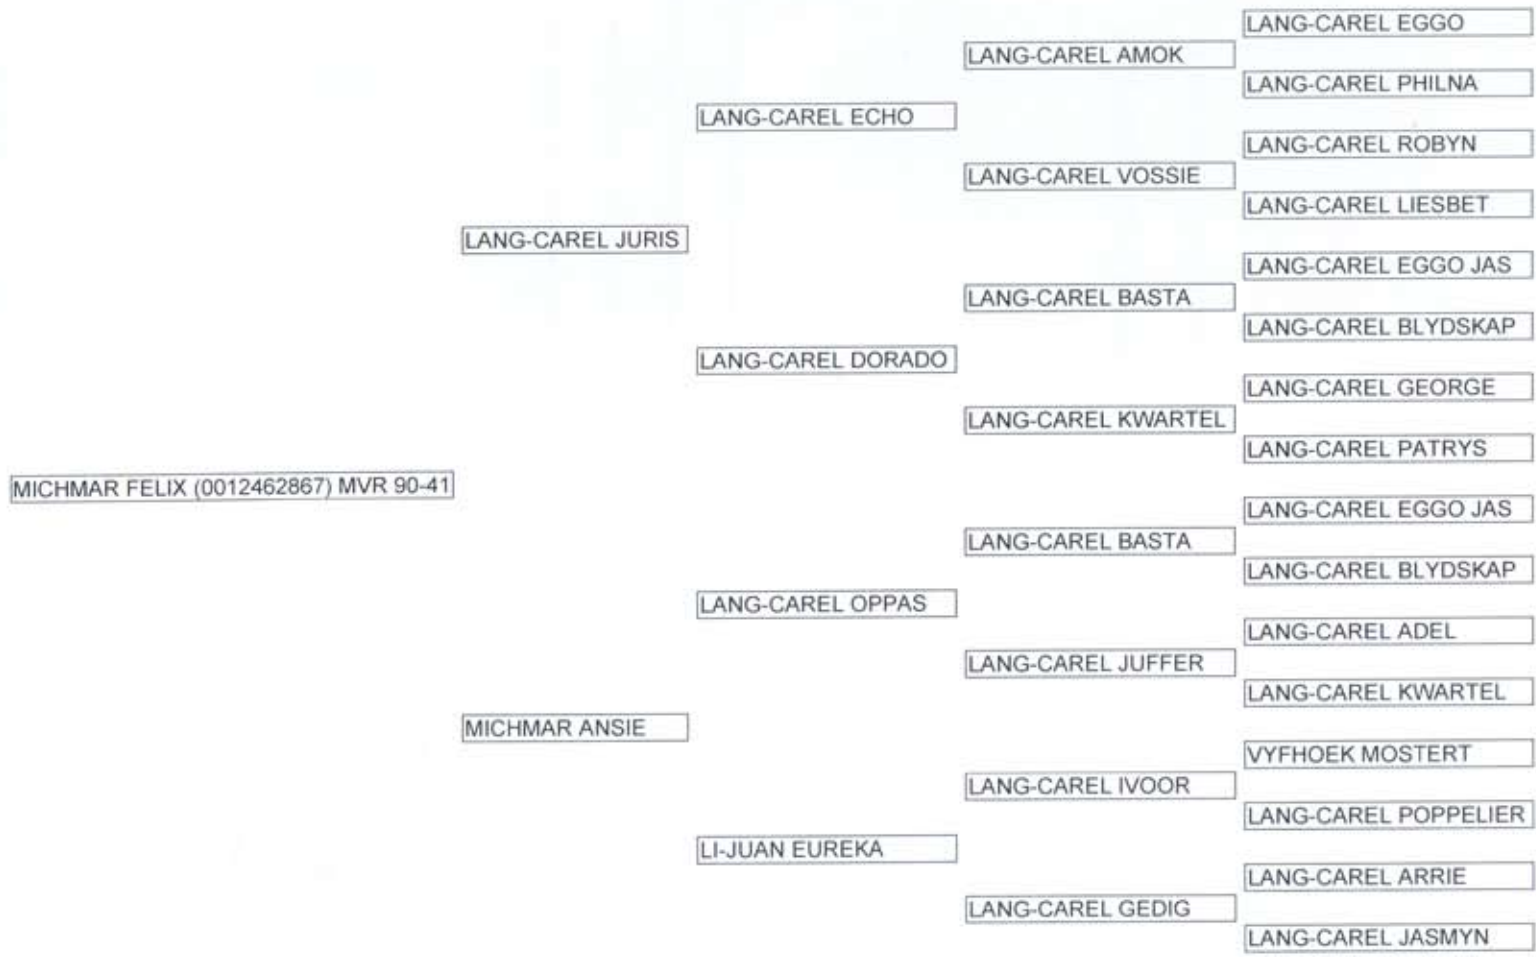 LANG-CAREL EGGO
LANG-CAREL AMOK
LANG-CAREL PHILNA
LANG-CAREL ECHO
LANG-CAREL ROBYN
LANG-CAREL VOSSIE
LANG-CAREL LIESBET
LANG-CAREL JURIS
LANG-CAREL EGGO JAS
LANG-CAREL BASTA
LANG-CAREL BLYDSKAP
LANG-CAREL DORADO
LANG-CAREL GEORGE
LANG-CAREL KWARTEL
LANG-CAREL PATRYS
MICHMAR FELIX (0012462867) MVR 90-41
LANG-CAREL EGGO JAS
LANG-CAREL BASTA
LANG-CAREL BLYDSKAP
LANG-CAREL OPPAS
LANG-CAREL ADEL
LANG-CAREL JUFFER
LANG-CAREL KWARTEL
MICHMAR ANSIE
VYFHOEK MOSTERT
LANG-CAREL IVOOR
LANG-CAREL POPPELIER
LI-JUAN EUREKA
LANG-CAREL ARRIE
LANG-CAREL GEDIG
LANG-CAREL JASMYN